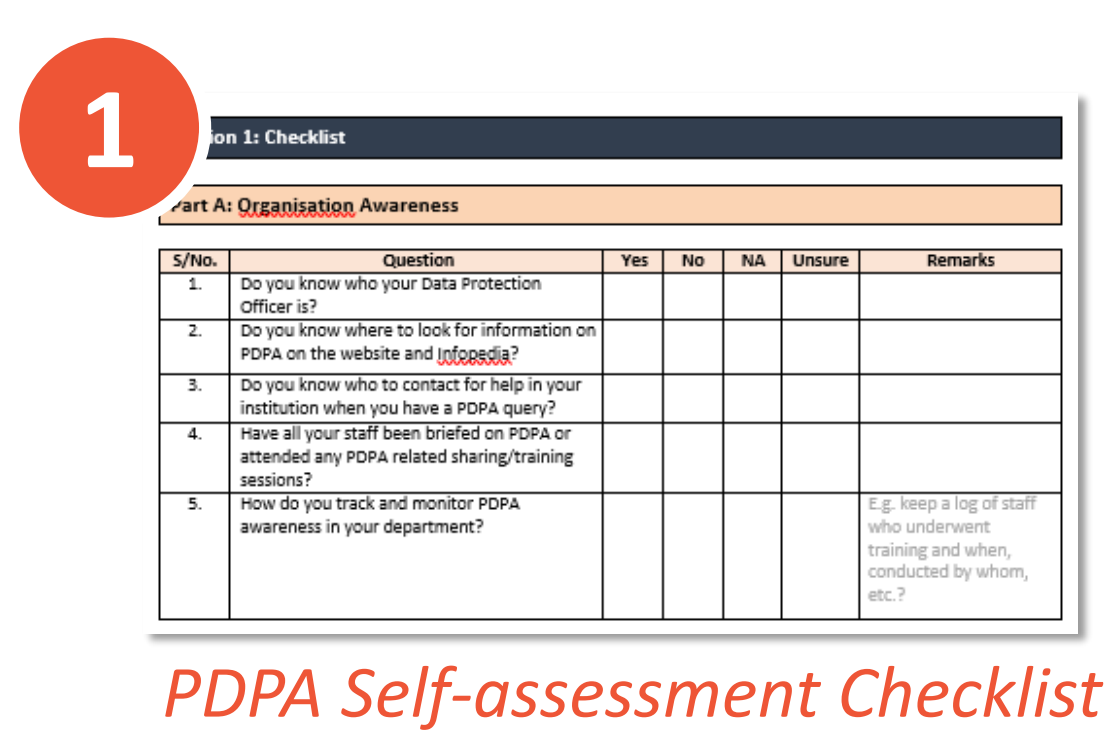 1
ion 1: Checklist
Part A: Organisation Awareness
S/No. Question Yes No NA Unsure Remarks
1. Do you know who your Data Protection
Officer is?
2. Do you know where to look for information on
PDPA on the website and Infopedia?
3. Do you know who to contact for help in your
institution when you have a PDPA query?
4. Have all your staff been briefed on PDPA or
attended any PDPA related sharing/training
sessions?
5. How do you track and monitor PDPA E.g. keep a log of staff
awareness in your department? who underwent
training and when,
conducted by whom,
etc.?
PDPA Self-assessment Checklist